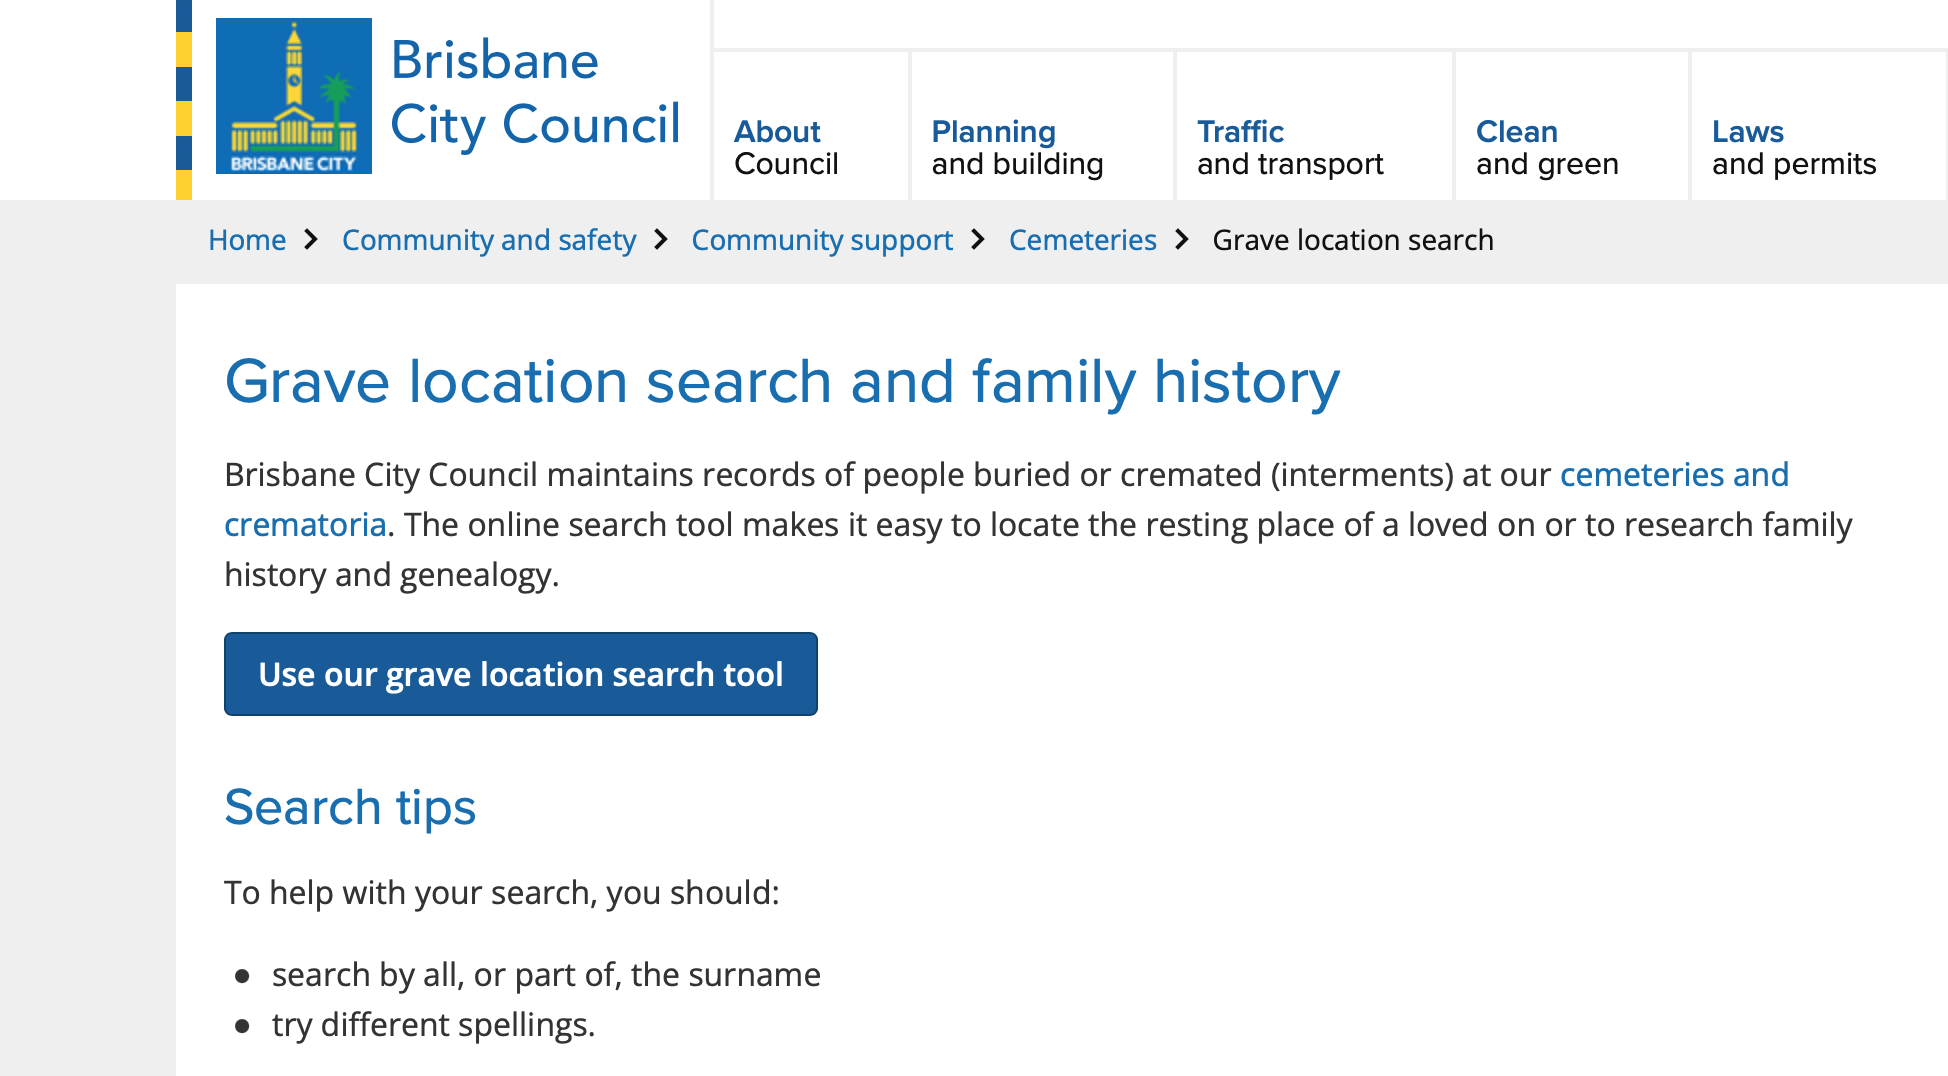 BRISBANE CITY
Brisbane
City Council
About
Council
Planning
and building
Traffic
and transport
Clean
and green
Laws
and permits
Home > Community and safety > Community support > Cemeteries > Grave location search
Grave location search and family history
Brisbane City Council maintains records of people buried or cremated (interments) at our cemeteries and
crematoria. The online search tool makes it easy to locate the resting place of a loved on or to research family
history and genealogy.
Use our grave location search tool
Search tips
To help with your search, you should:
● search by all, or part of, the surname
● try different spellings.